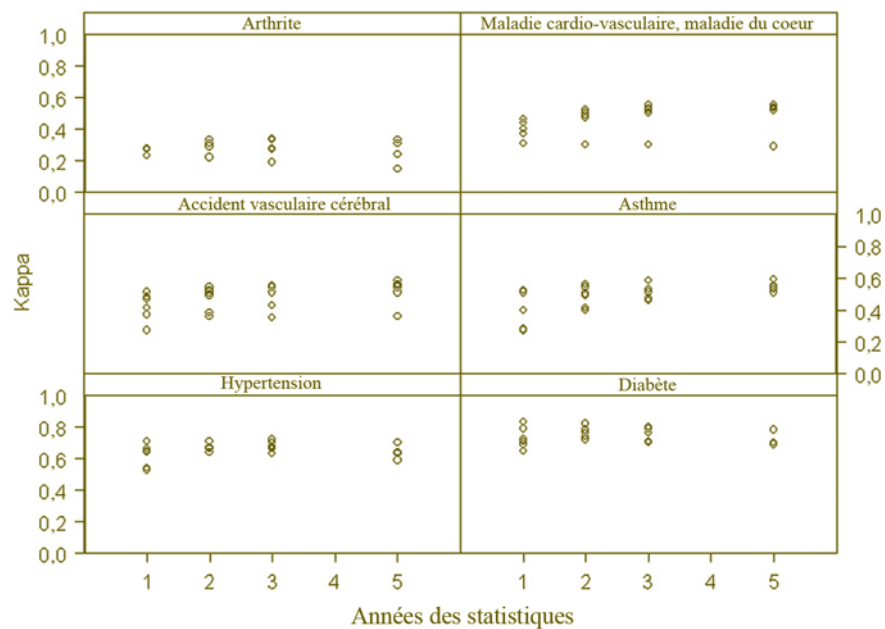 Arthrite
Maladie cardio-vasculaire, maladie du coeur
1,0
0,8
0,6
0,4
0,2
0,0
Accident vasculaire cérébral
Asthme
1,0
0,8
0,6
0,4
0,2
0,0
Kappa
Hypertension
Diabète
1,0
0,8
0,6
0,4
0,2
0,0
1 2 3 4 5 1 2 3 4 5
Années des statistiques